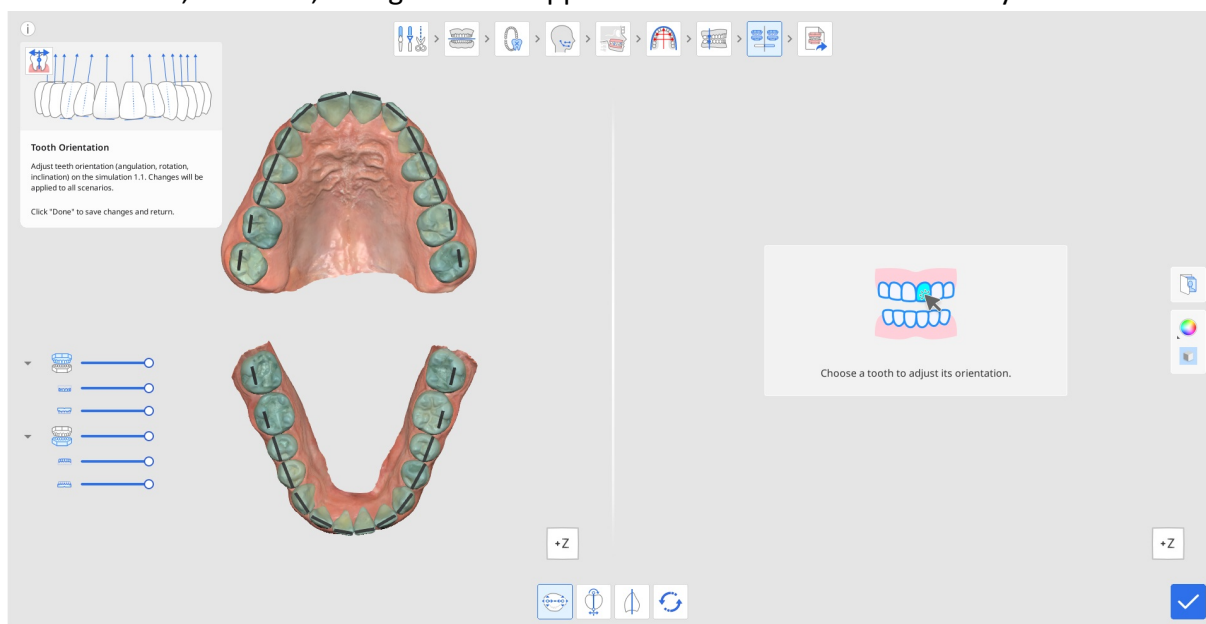 Tooth Orientation
Adjust teeth orientation (angulation, rotation,
inclination) on the simulation 1.1. Changes will be
applied to all scenarios.
Click "Done" to save changes and return.
Choose a tooth to adjust its orientation.
+Z
+Z